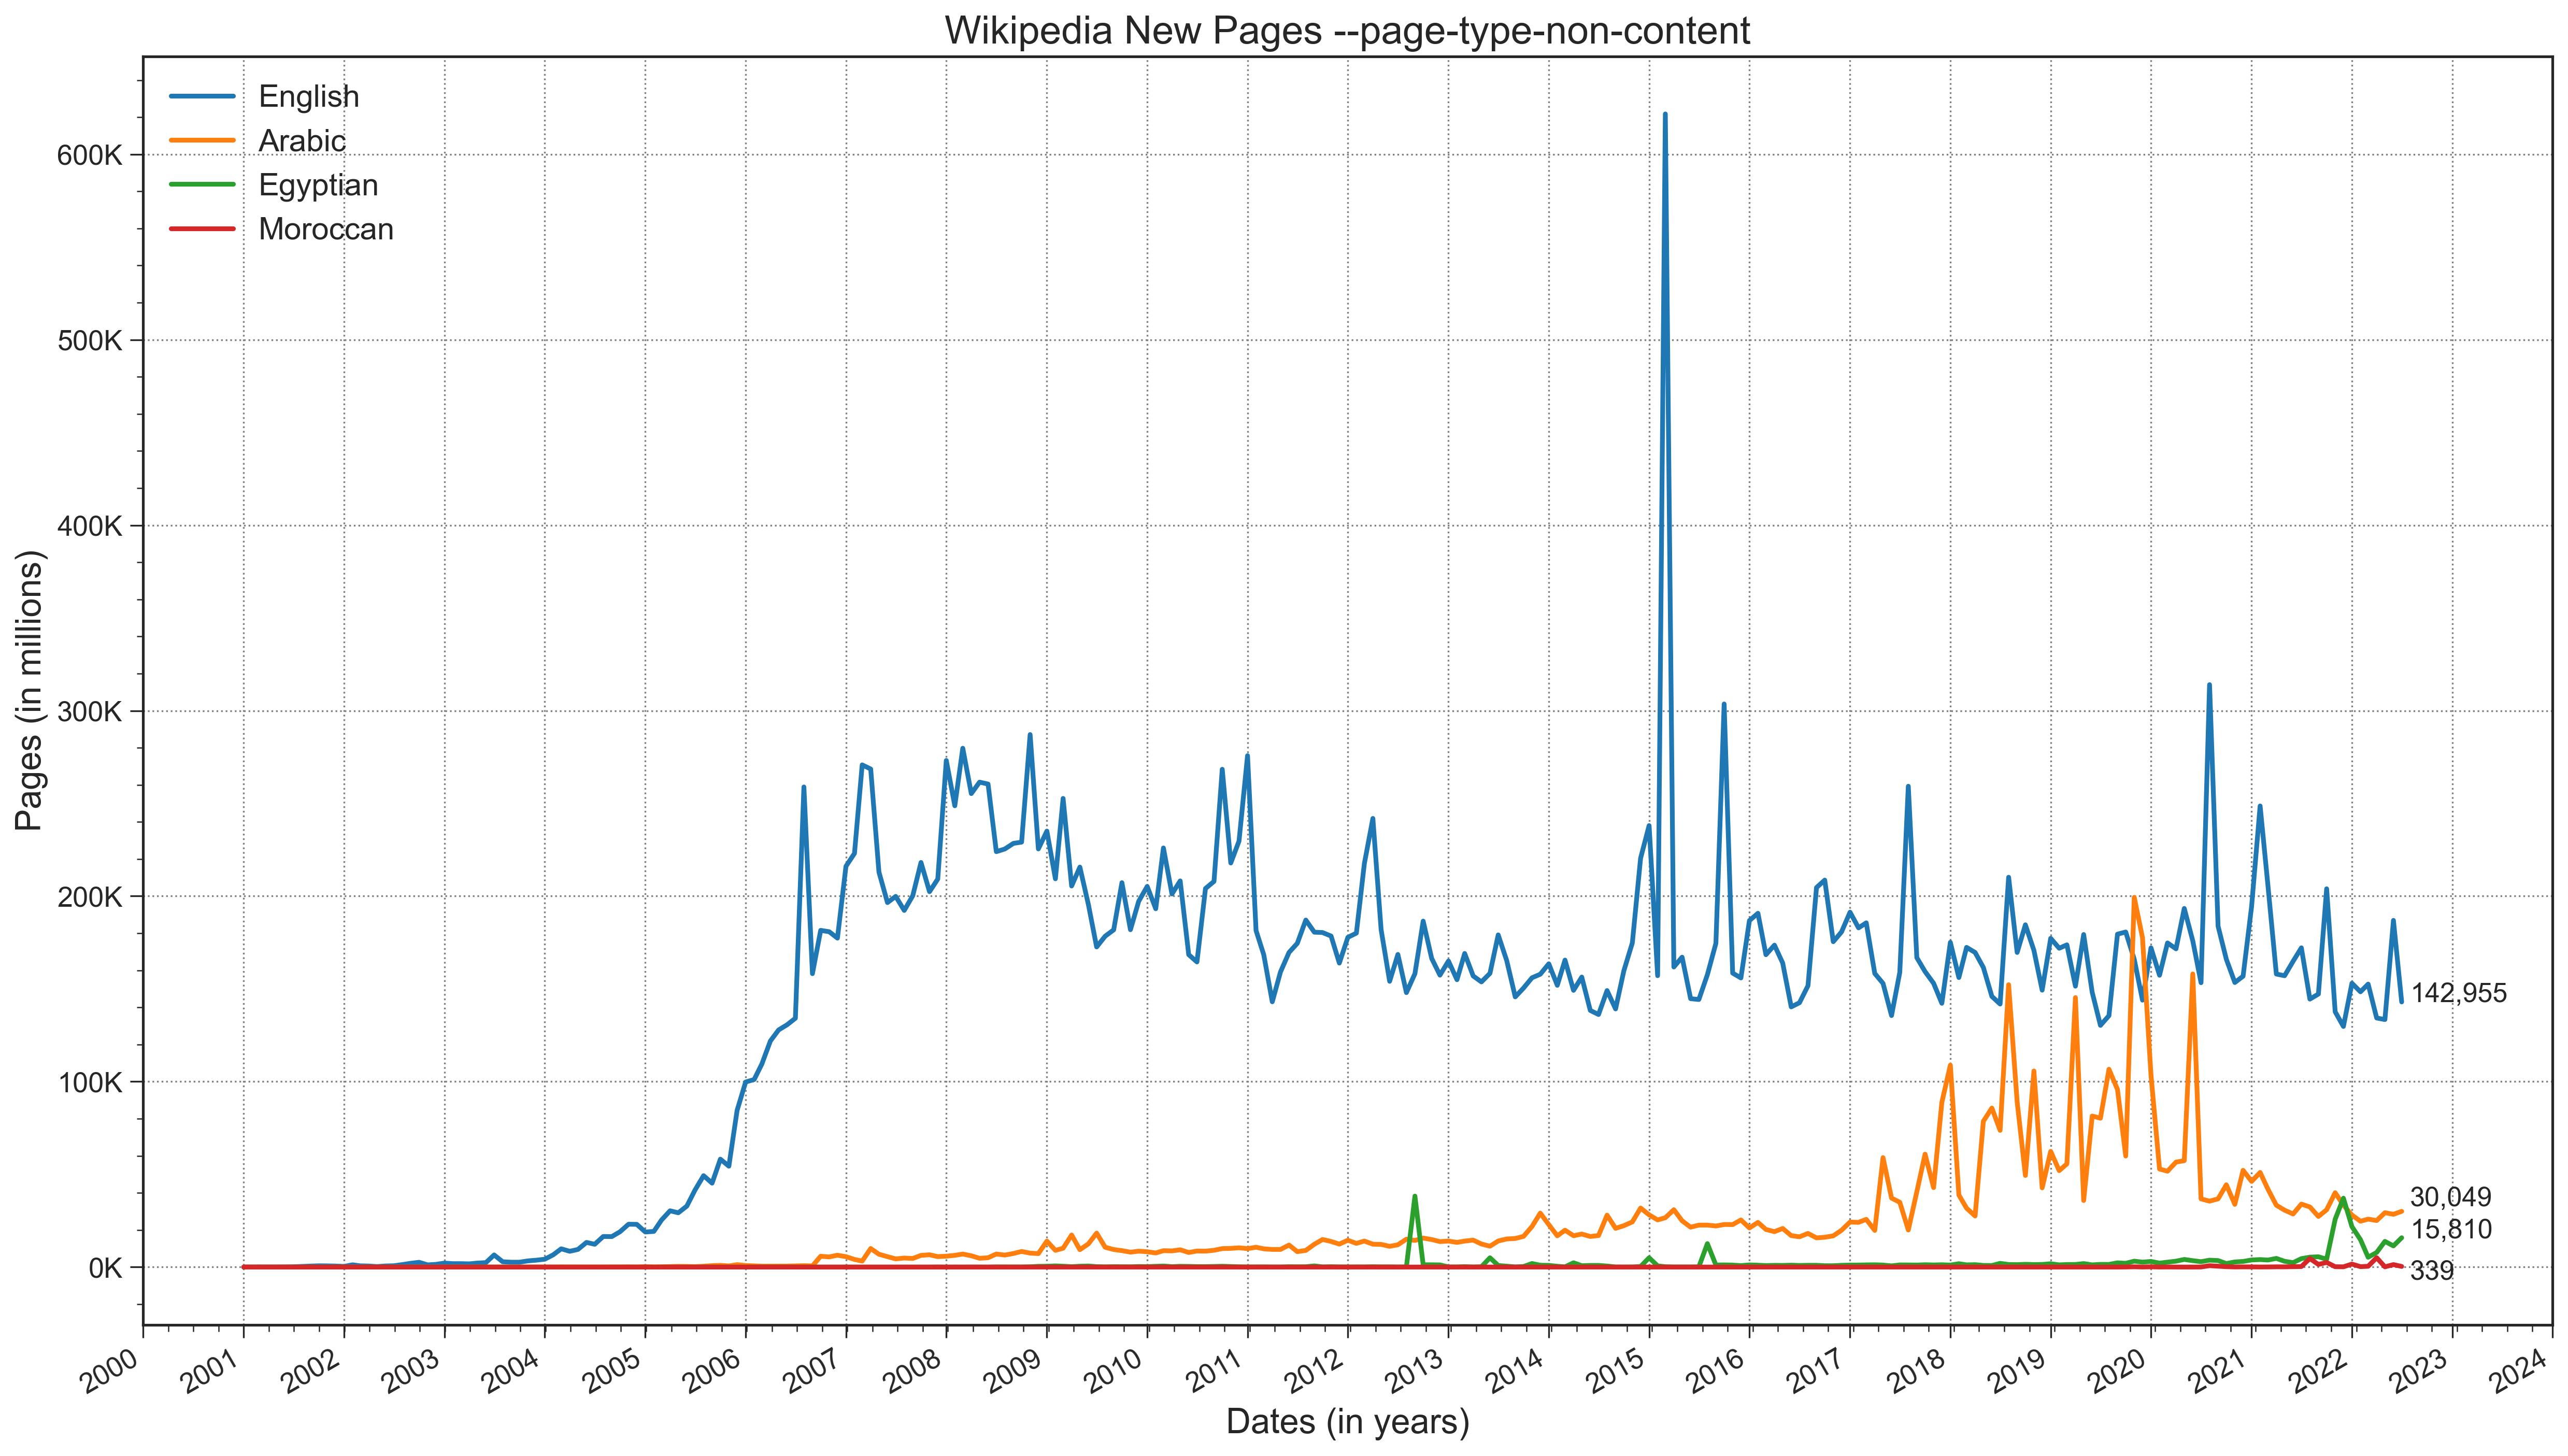 Wikipedia New Pages --page-type-non-content
English
Arabic
Egyptian
Moroccan
600K
500K
400K
300K
200K
100K
0K
Pages (in millions)
142,955
30,049
15,810
339
2000 2001 2002 2003 2004 2005 2006 2007 2008 2009 2010 2011 2012 2013 2014 2015 2016 2017 2018 2019 2020 2021 2022 2023 2024
Dates (in years)